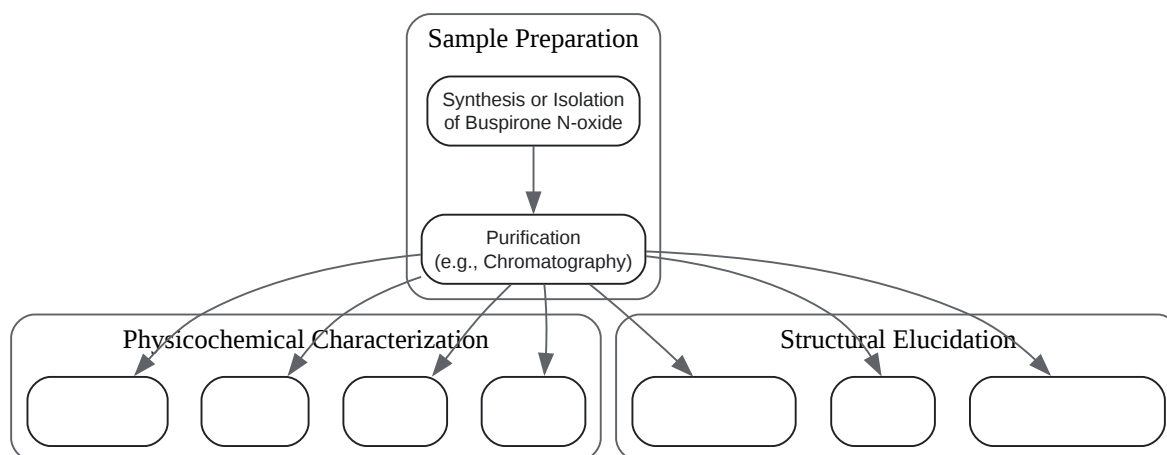 Sample Preparation
Synthesis or Isolation
of Buspirone N-oxide
Purification
(e.g., Chromatography)
Physicochemical Characterization
Structural Elucidation